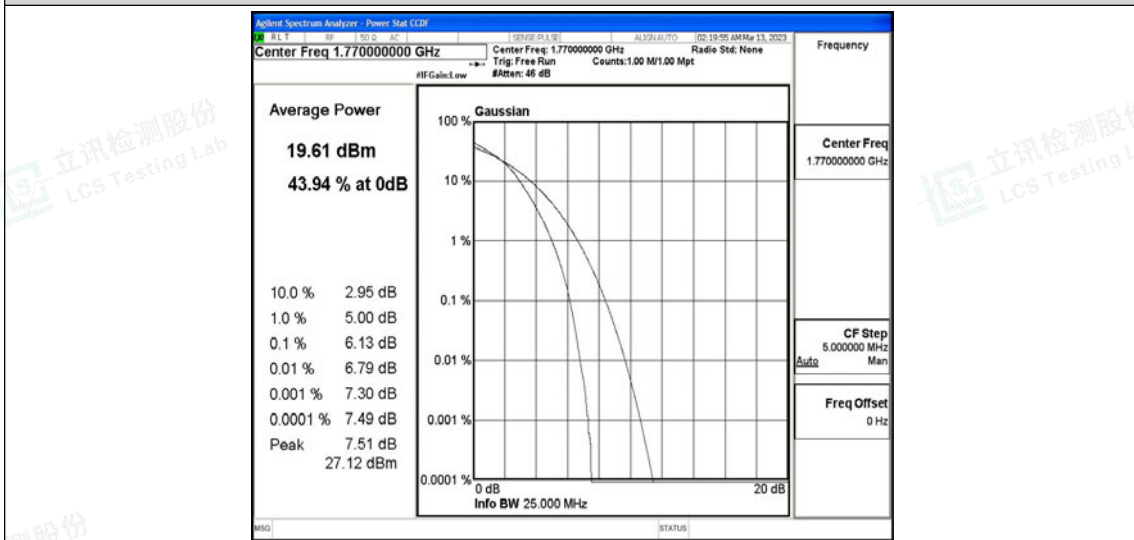 Agilent Spectrum Analyzer - Power Stat CCDF
RLT RF 50 Ω AC SENSE:PULSE ALIGN AUTO 02:19:55 AM Mar 13, 2023
Center Freq 1.770000000 GHz
Center Freq: 1.770000000 GHz Radio Std: None
Trig: Free Run Counts:1.00 M/1.00 Mpt
#IFGain:Low #Atten: 46 dB
Frequency
Average Power
19.61 dBm
43.94 % at 0dB
10.0 % 2.95 dB
1.0 % 5.00 dB
0.1 % 6.13 dB
0.01 % 6.79 dB
0.001 % 7.30 dB
0.0001 % 7.49 dB
Peak 7.51 dB
27.12 dBm
Gaussian
100 %
10 %
1 %
0.1 %
0.01 %
0.001 %
0.0001 %
0 dB 20 dB
Info BW 25.000 MHz
Center Freq
1.770000000 GHz
CF Step
5.000000 MHz
Auto Man
Freq Offset
0 Hz
MSG STATUS
立讯检测股份
LCS Testing Lab
立讯检测股份
LCS Testing L